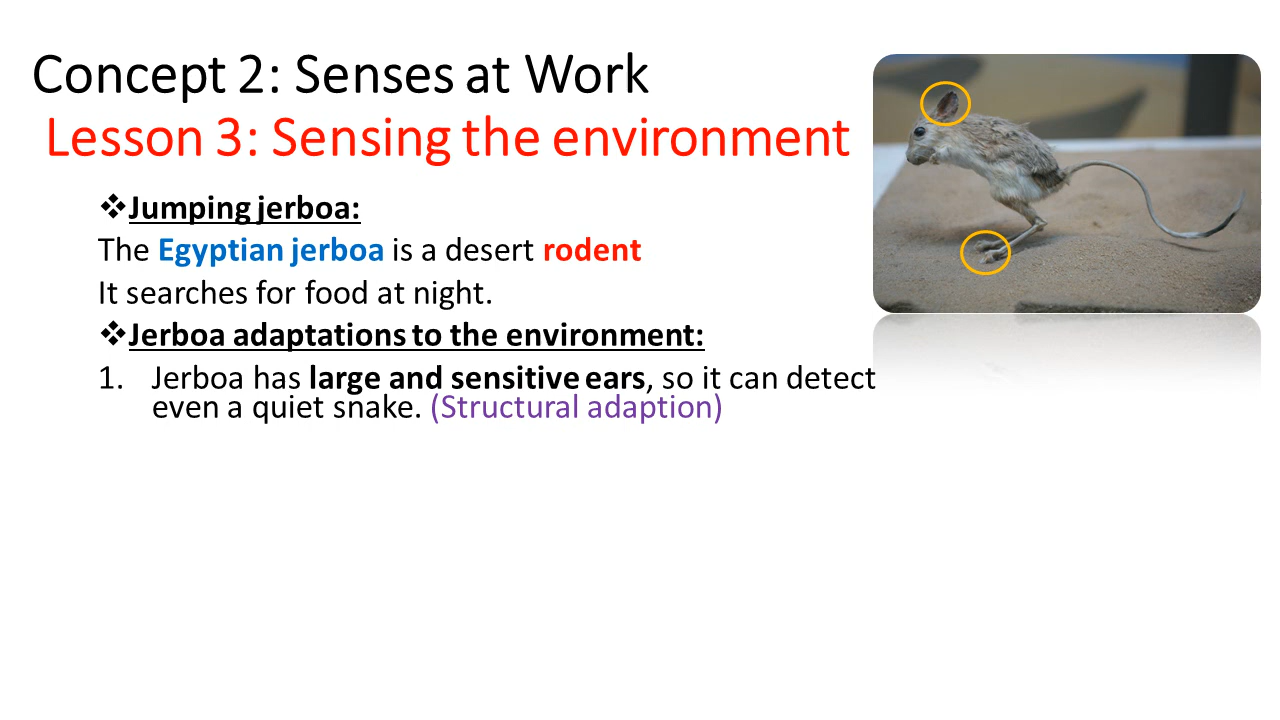 Concept 2: Senses at Work
Lesson 3: Sensing the environment
❖Jumping jerboa:
The Egyptian jerboa is a desert rodent
It searches for food at night.
❖Jerboa adaptations to the environment:
1. Jerboa has large and sensitive ears, so it can detect
even a quiet snake. (Structural adaption)